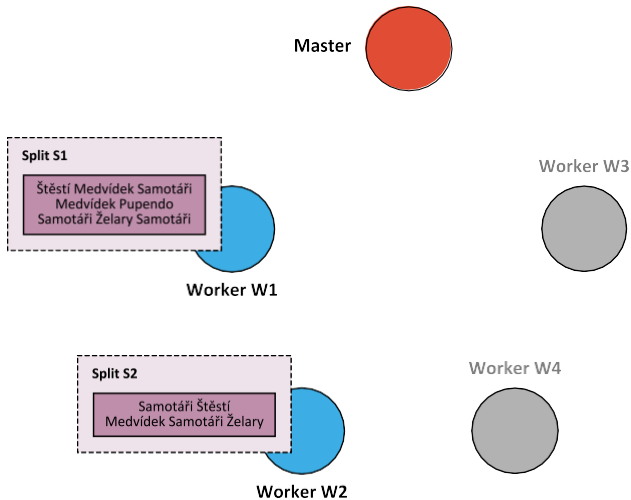 Master
Split S1
Štěstí Medvídek Samotáři
Medvídek Pupendo
Samotáři Želary Samotáři
Worker W3
Worker W1
Split S2
Samotáři Štěstí
Medvídek Samotáři Želary
Worker W4
Worker W2